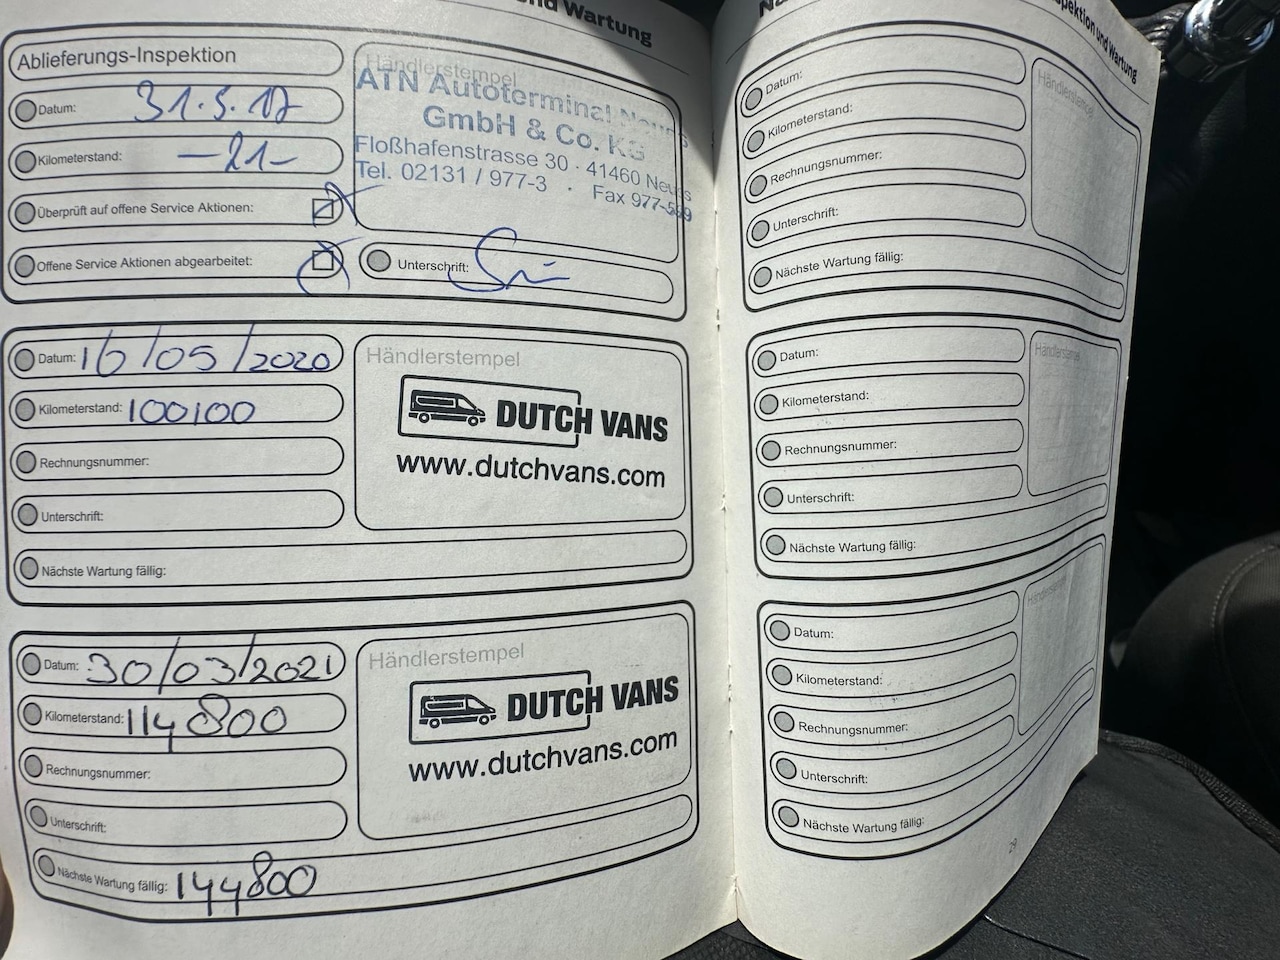 nd Wartung
Ablieferungs-Inspektion
Datum: 31.5.17
Kilometerstand: -21-
Überprüft auf offene Service Aktionen:
Offene Service Aktionen abgearbeitet:
Händlerstempel
ATN Autoterminal Neuss
GmbH & Co. KG
Floßhafenstrasse 30 · 41460 Neuss
Tel. 02131 / 977-3 · Fax 977-559
Unterschrift:
Datum: 16/05/2020
Kilometerstand: 100100
Rechnungsnummer:
Unterschrift:
Nächste Wartung fällig:
Händlerstempel
DUTCH VANS
www.dutchvans.com
Datum: 30/03/2021
Kilometerstand: 114800
Rechnungsnummer:
Unterschrift:
Nächste Wartung fällig: 144800
Händlerstempel
DUTCH VANS
www.dutchvans.com
Na
spektion und Wartung
Datum:
Kilometerstand:
Rechnungsnummer:
Unterschrift:
Nächste Wartung fällig:
Händlerstempel
Datum:
Kilometerstand:
Rechnungsnummer:
Unterschrift:
Nächste Wartung fällig:
Händlerstempel
Datum:
Kilometerstand:
Rechnungsnummer:
Unterschrift:
Nächste Wartung fällig:
Händlerstempel
29